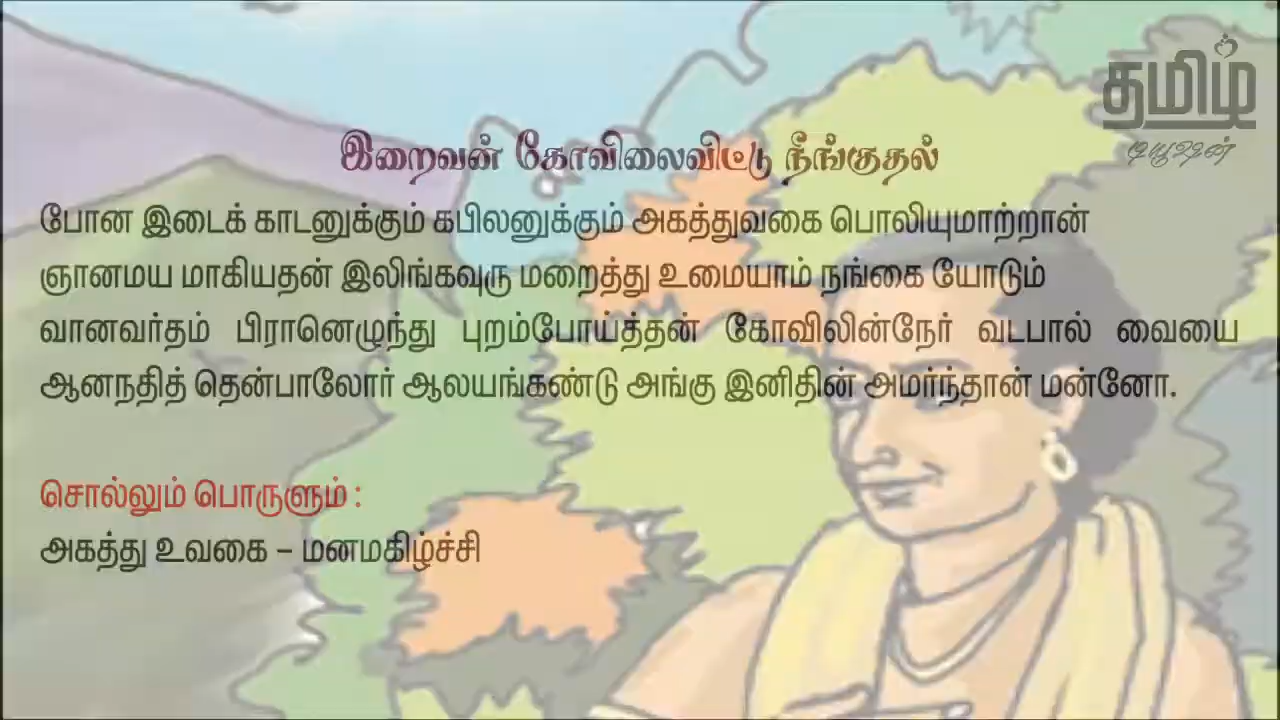 தமிழ்
டியூஷன்
இறைவன் கோவிலைவிட்டு நீங்குதல்
போன இடைக் காடனுக்கும் கபிலனுக்கும் அகத்துவகை பொலியுமாற்றான்
ஞானமய மாகியதன் இலிங்கவுரு மறைத்து உமையாம் நங்கை யோடும்
வானவர்தம் பிரானெழுந்து புறம்போய்த்தன் கோவிலின்நேர் வடபால் வையை
ஆனநதித் தென்பாலோர் ஆலயங்கண்டு அங்கு இனிதின் அமர்ந்தான் மன்னோ.
சொல்லும் பொருளும் :
அகத்து உவகை – மனமகிழ்ச்சி